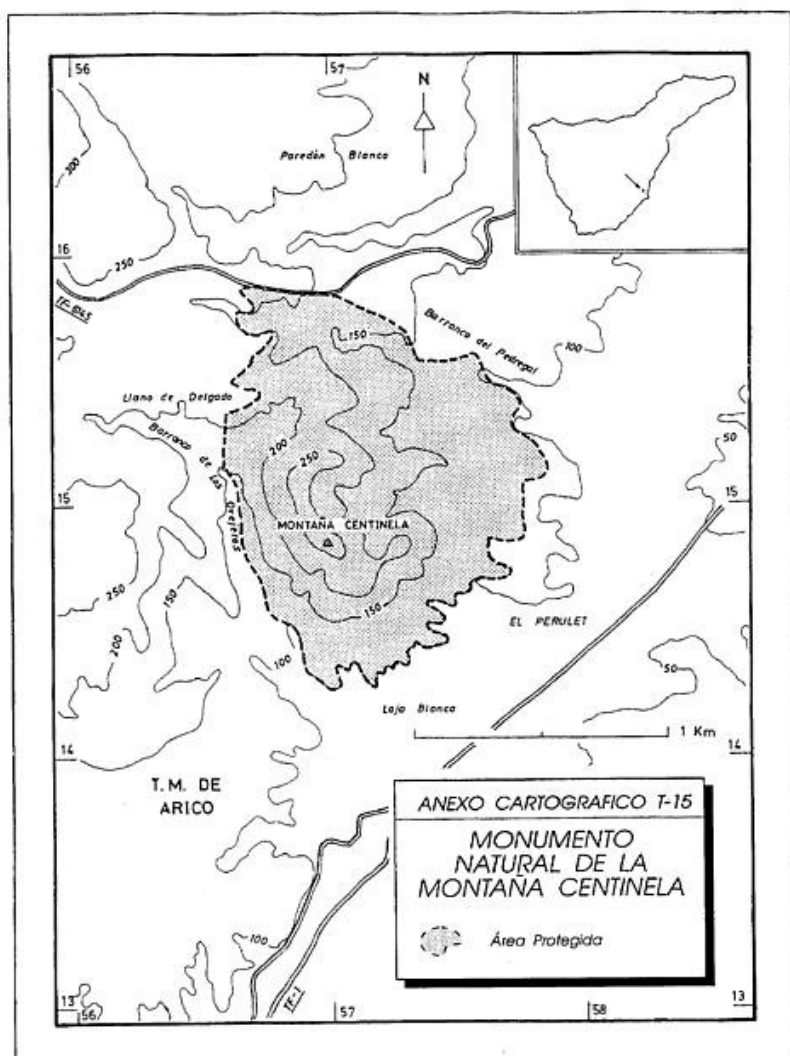 56
57
N
Paredón Blanco
200
250
16
TF-6145
150
Barranco del Pedregal
100
Llano de Delgado
Barranco de Las Goteras
200
250
50
15
15
MONTAÑA CENTINELA
250
150
200
150
EL PERULET
100
50
Laja Blanca
1 Km
14
14
T.M. DE
ARICO
ANEXO CARTOGRAFICO T-15
MONUMENTO
NATURAL DE LA
MONTAÑA CENTINELA
Área Protegida
100
TF-1
13
13
56
57
58